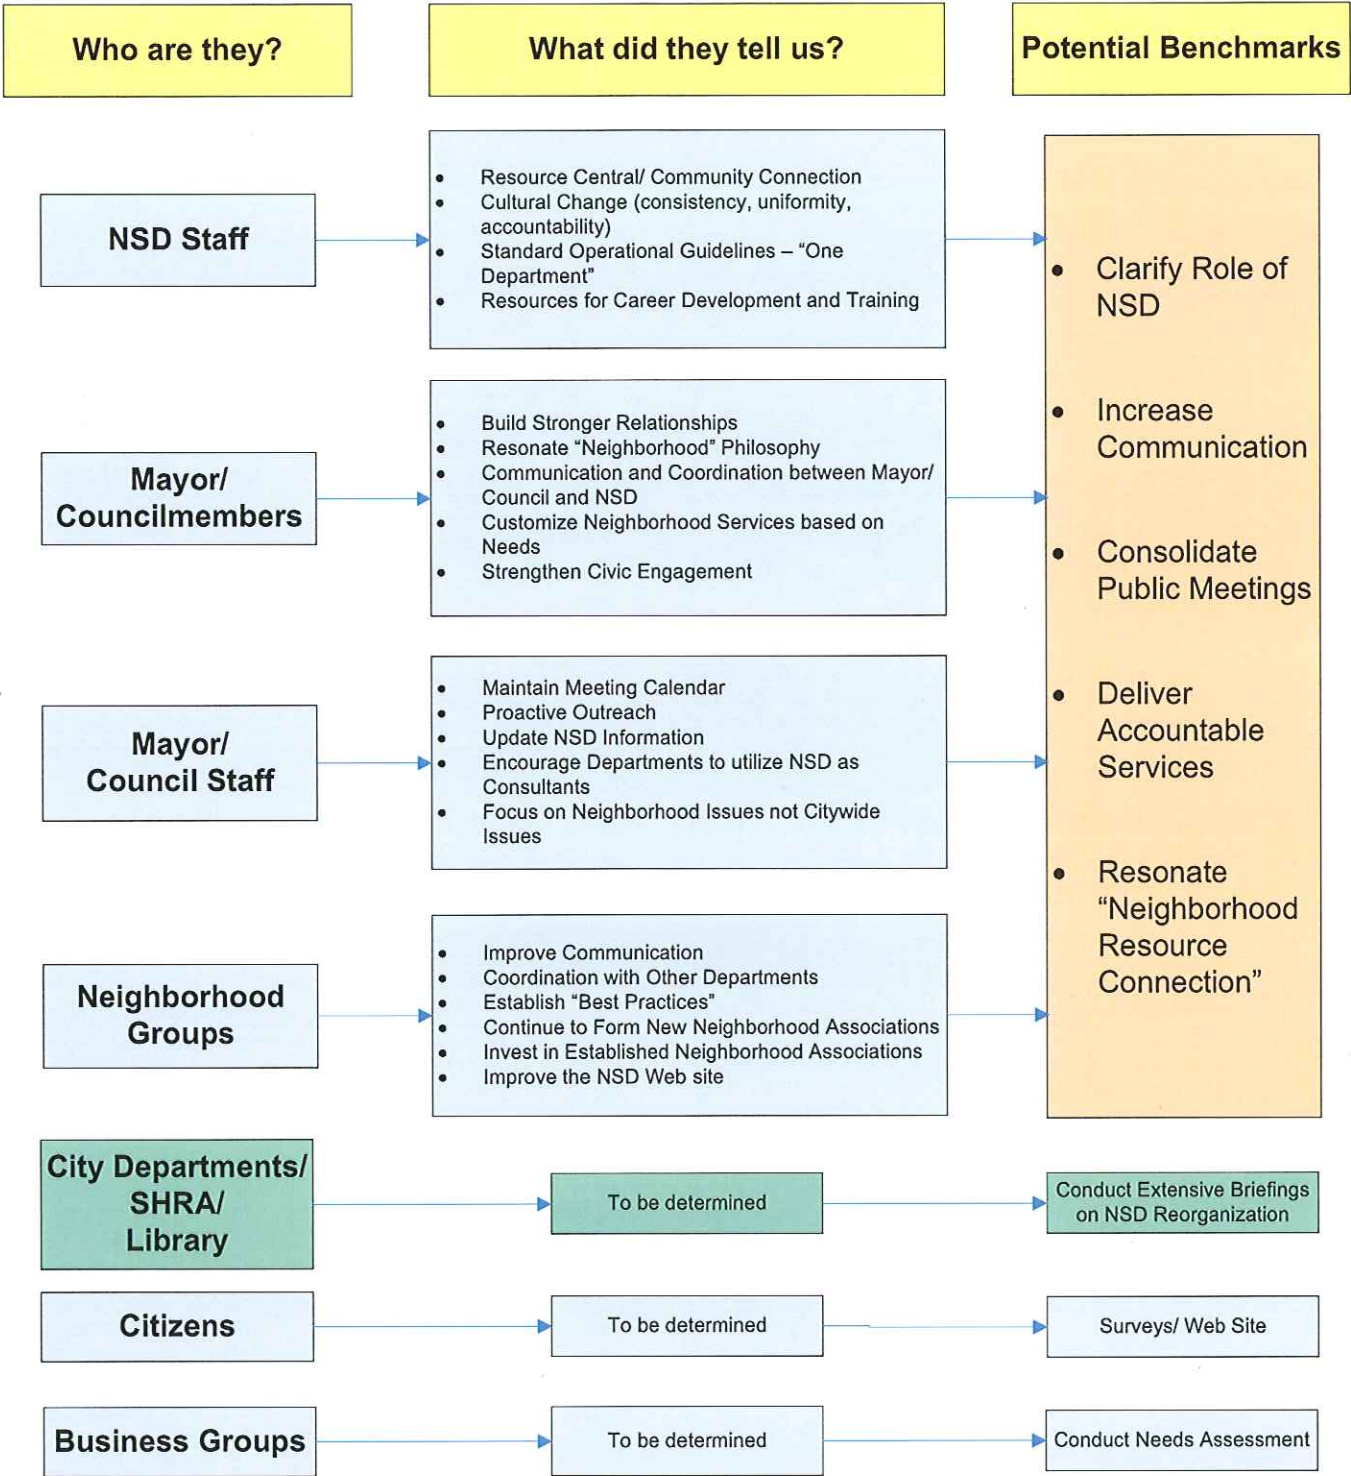 Who are they?
What did they tell us?
Potential Benchmarks
NSD Staff
• Resource Central/ Community Connection
• Cultural Change (consistency, uniformity,
accountability)
• Standard Operational Guidelines – “One
Department”
• Resources for Career Development and Training
Mayor/
Councilmembers
• Build Stronger Relationships
• Resonate “Neighborhood” Philosophy
• Communication and Coordination between Mayor/
Council and NSD
• Customize Neighborhood Services based on
Needs
• Strengthen Civic Engagement
Mayor/
Council Staff
• Maintain Meeting Calendar
• Proactive Outreach
• Update NSD Information
• Encourage Departments to utilize NSD as
Consultants
• Focus on Neighborhood Issues not Citywide
Issues
Neighborhood
Groups
• Improve Communication
• Coordination with Other Departments
• Establish “Best Practices”
• Continue to Form New Neighborhood Associations
• Invest in Established Neighborhood Associations
• Improve the NSD Web site
• Clarify Role of
NSD
• Increase
Communication
• Consolidate
Public Meetings
• Deliver
Accountable
Services
• Resonate
“Neighborhood
Resource
Connection”
City Departments/
SHRA/
Library
To be determined
Conduct Extensive Briefings
on NSD Reorganization
Citizens
To be determined
Surveys/ Web Site
Business Groups
To be determined
Conduct Needs Assessment